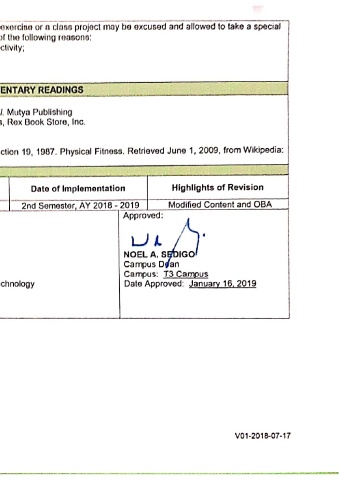 exercise or a class project may be excused and allowed to take a special
of the following reasons:
ctivity;
ENTARY READINGS
l. Mutya Publishing
s, Rex Book Store, Inc.
ction 19, 1987. Physical Fitness. Retrieved June 1, 2009, from Wikipedia:
Date of Implementation Highlights of Revision
2nd Semester, AY 2018 - 2019 Modified Content and OBA
Approved:
NOEL A. SEDIGO
Campus Dean
Campus: T3 Campus
chnology Date Approved: January 16, 2019
V01-2018-07-17